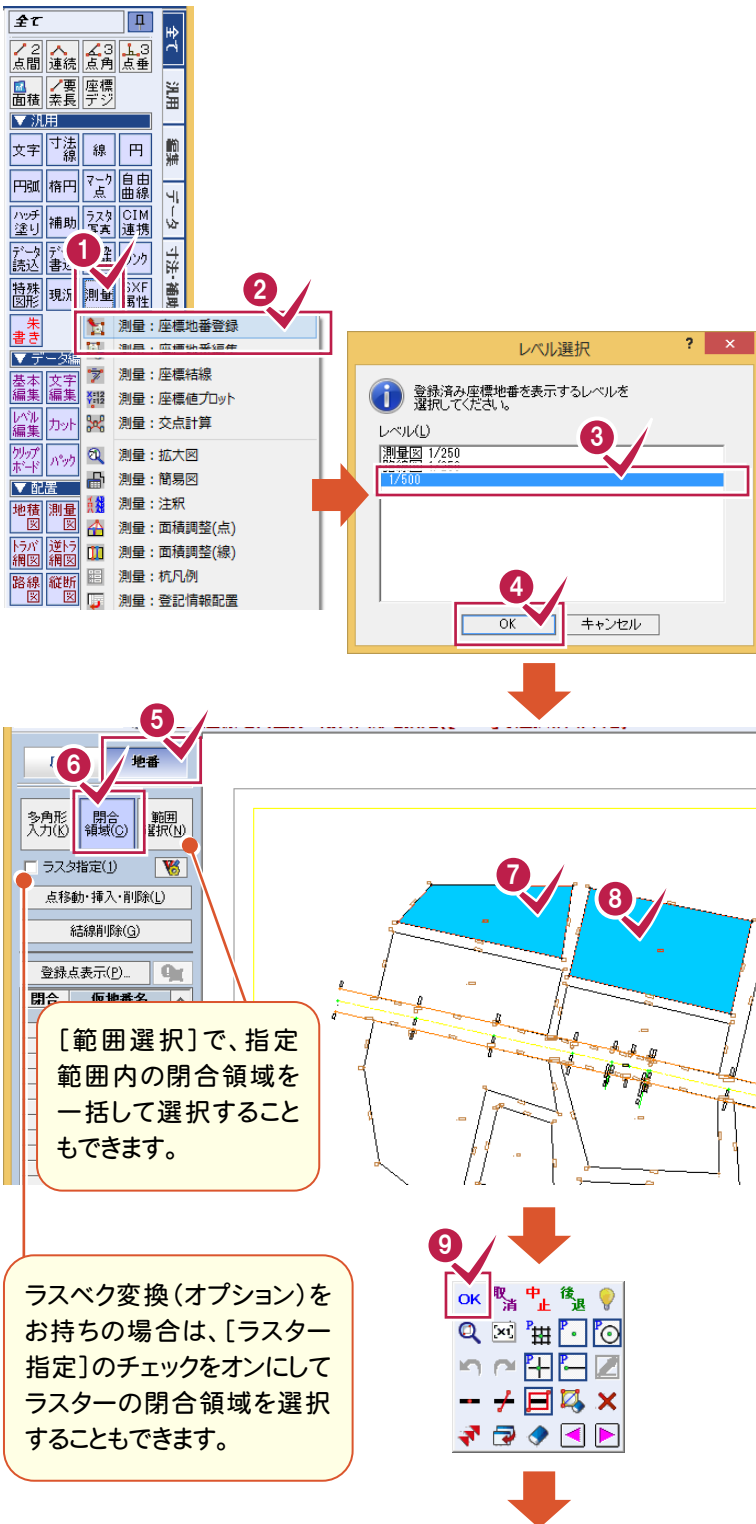 全て
全て
2点間 連続 3点角 3点垂
面積 要素長 座標デジ
汎用
▼ 汎用
文字 寸法線 線 円
編集
円弧 楕円 マーク点 自由曲線
データ
ハッチ塗り 補助 ラスタ写真 CIM連携
データ読込
寸法・補助
1
特殊図形 現況 測量 SXF属性
2
朱書き
測量：座標地番登録
測量：座標地番編集
▼ データ編
基本編集 文字編集
測量：座標結線
レベル編集 カット
測量：座標値プロット
測量：交点計算
クリップボード パック
測量：拡大図
▼ 配置
測量：簡易図
地積図 測量図
測量：注釈
測量：面積調整(点)
トラバ網図 逆トラ網図
測量：面積調整(線)
測量：杭凡例
路線図 縦断図
測量：登記情報配置
レベル選択
? ×
登録済み座標地番を表示するレベルを
選択してください。
レベル(L)
3
測量図 1/250
1/500
4
OK キャンセル
5
6
地番
多角形入力(K) 閉合領域(C) 範囲選択(N)
ラスタ指定(1)
点移動・挿入・削除(L)
結線削除(G)
登録点表示(P)...
閉合 仮地番名
7
8
［範囲選択］で、指定
範囲内の閉合領域を
一括して選択すること
もできます。
ラスベク変換（オプション）を
お持ちの場合は、［ラスター
指定］のチェックをオンにして
ラスターの閉合領域を選択
することもできます。
9
OK 取消 中止 後退